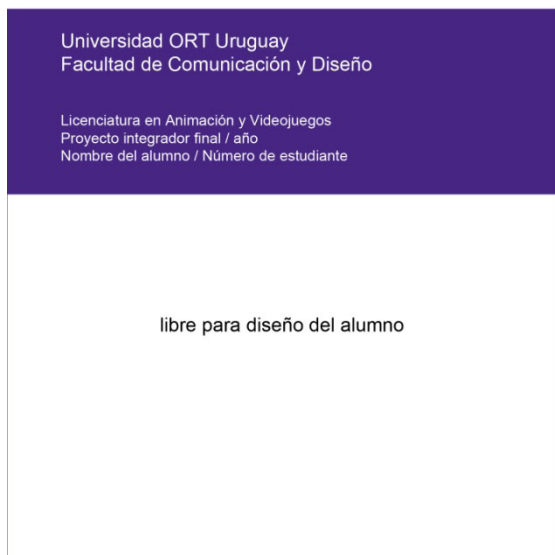 Universidad ORT Uruguay
Facultad de Comunicación y Diseño
Licenciatura en Animación y Videojuegos
Proyecto integrador final / año
Nombre del alumno / Número de estudiante
libre para diseño del alumno